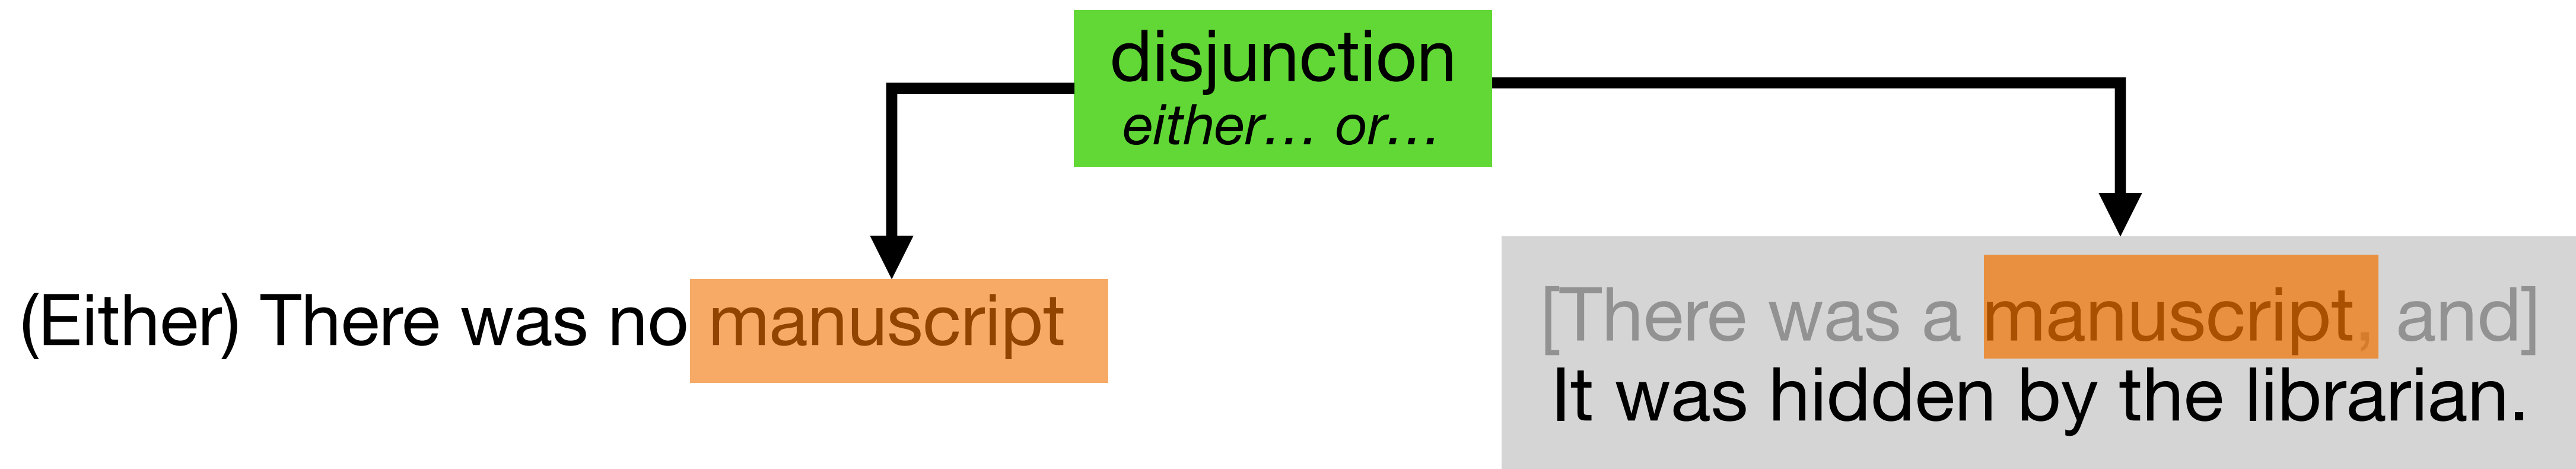 disjunction
either… or…
(Either) There was no manuscript
[There was a manuscript, and]
It was hidden by the librarian.